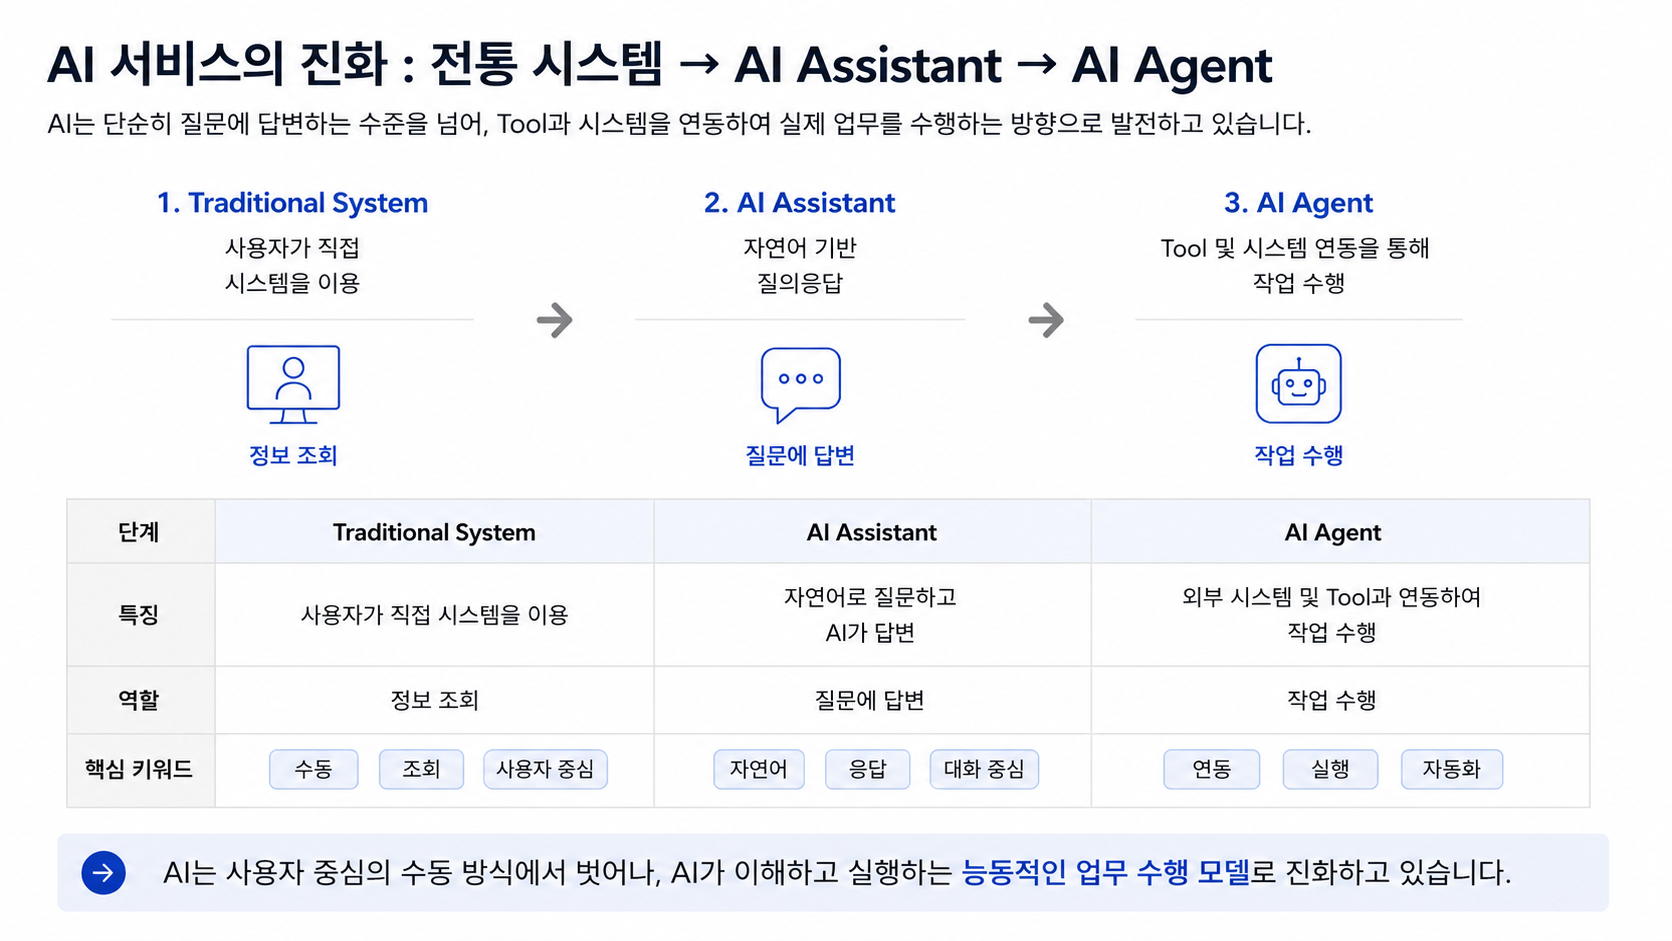 AI 서비스의 진화 : 전통 시스템 → AI Assistant → AI Agent
AI는 단순히 질문에 답변하는 수준을 넘어, Tool과 시스템을 연동하여 실제 업무를 수행하는 방향으로 발전하고 있습니다.
1. Traditional System
사용자가 직접
시스템을 이용
정보 조회
2. AI Assistant
자연어 기반
질의응답
질문에 답변
3. AI Agent
Tool 및 시스템 연동을 통해
작업 수행
작업 수행
단계 Traditional System AI Assistant AI Agent
특징 사용자가 직접 시스템을 이용 자연어로 질문하고 외부 시스템 및 Tool과 연동하여
AI가 답변 작업 수행
역할 정보 조회 질문에 답변 작업 수행
핵심 키워드 수동 조회 사용자 중심 자연어 응답 대화 중심 연동 실행 자동화
AI는 사용자 중심의 수동 방식에서 벗어나, AI가 이해하고 실행하는 능동적인 업무 수행 모델로 진화하고 있습니다.